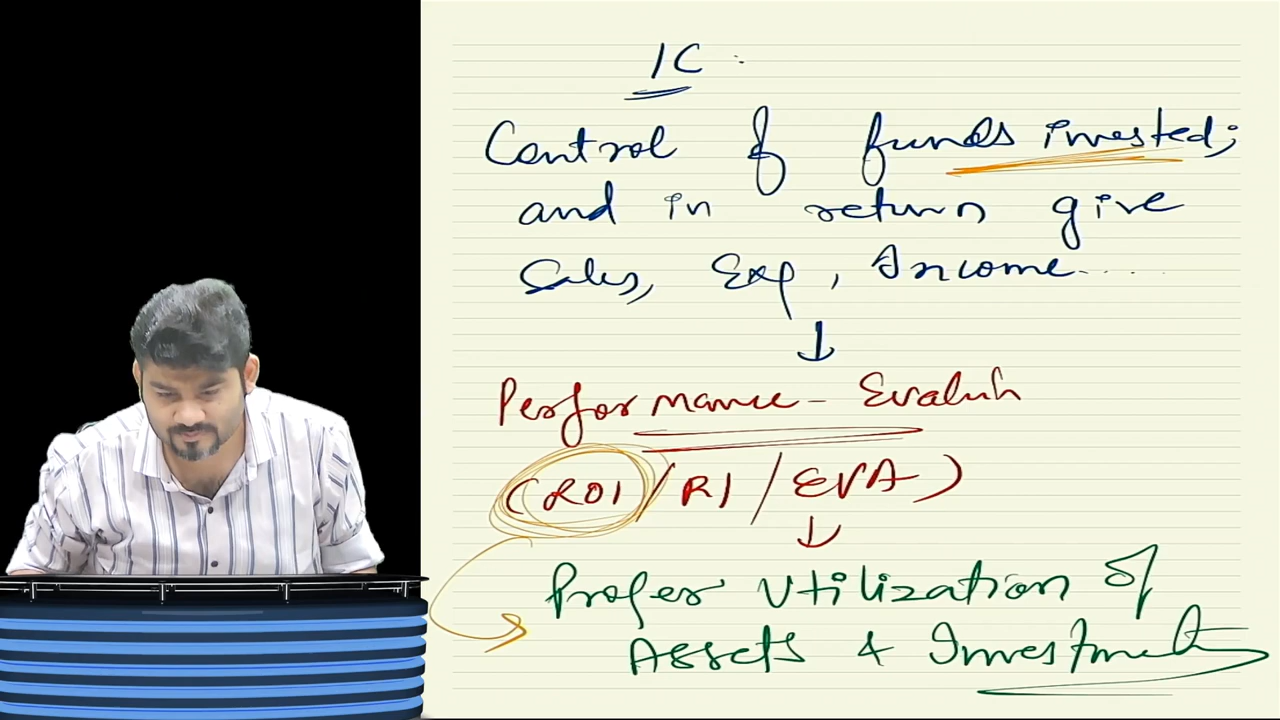 IC :
Control of funds invested;
and in return give
Sales, Exp, Income....
↓
Performance - Evaluatn
(ROI / RI / EVA)
↓
Proper Utilization of
Assets & Investments